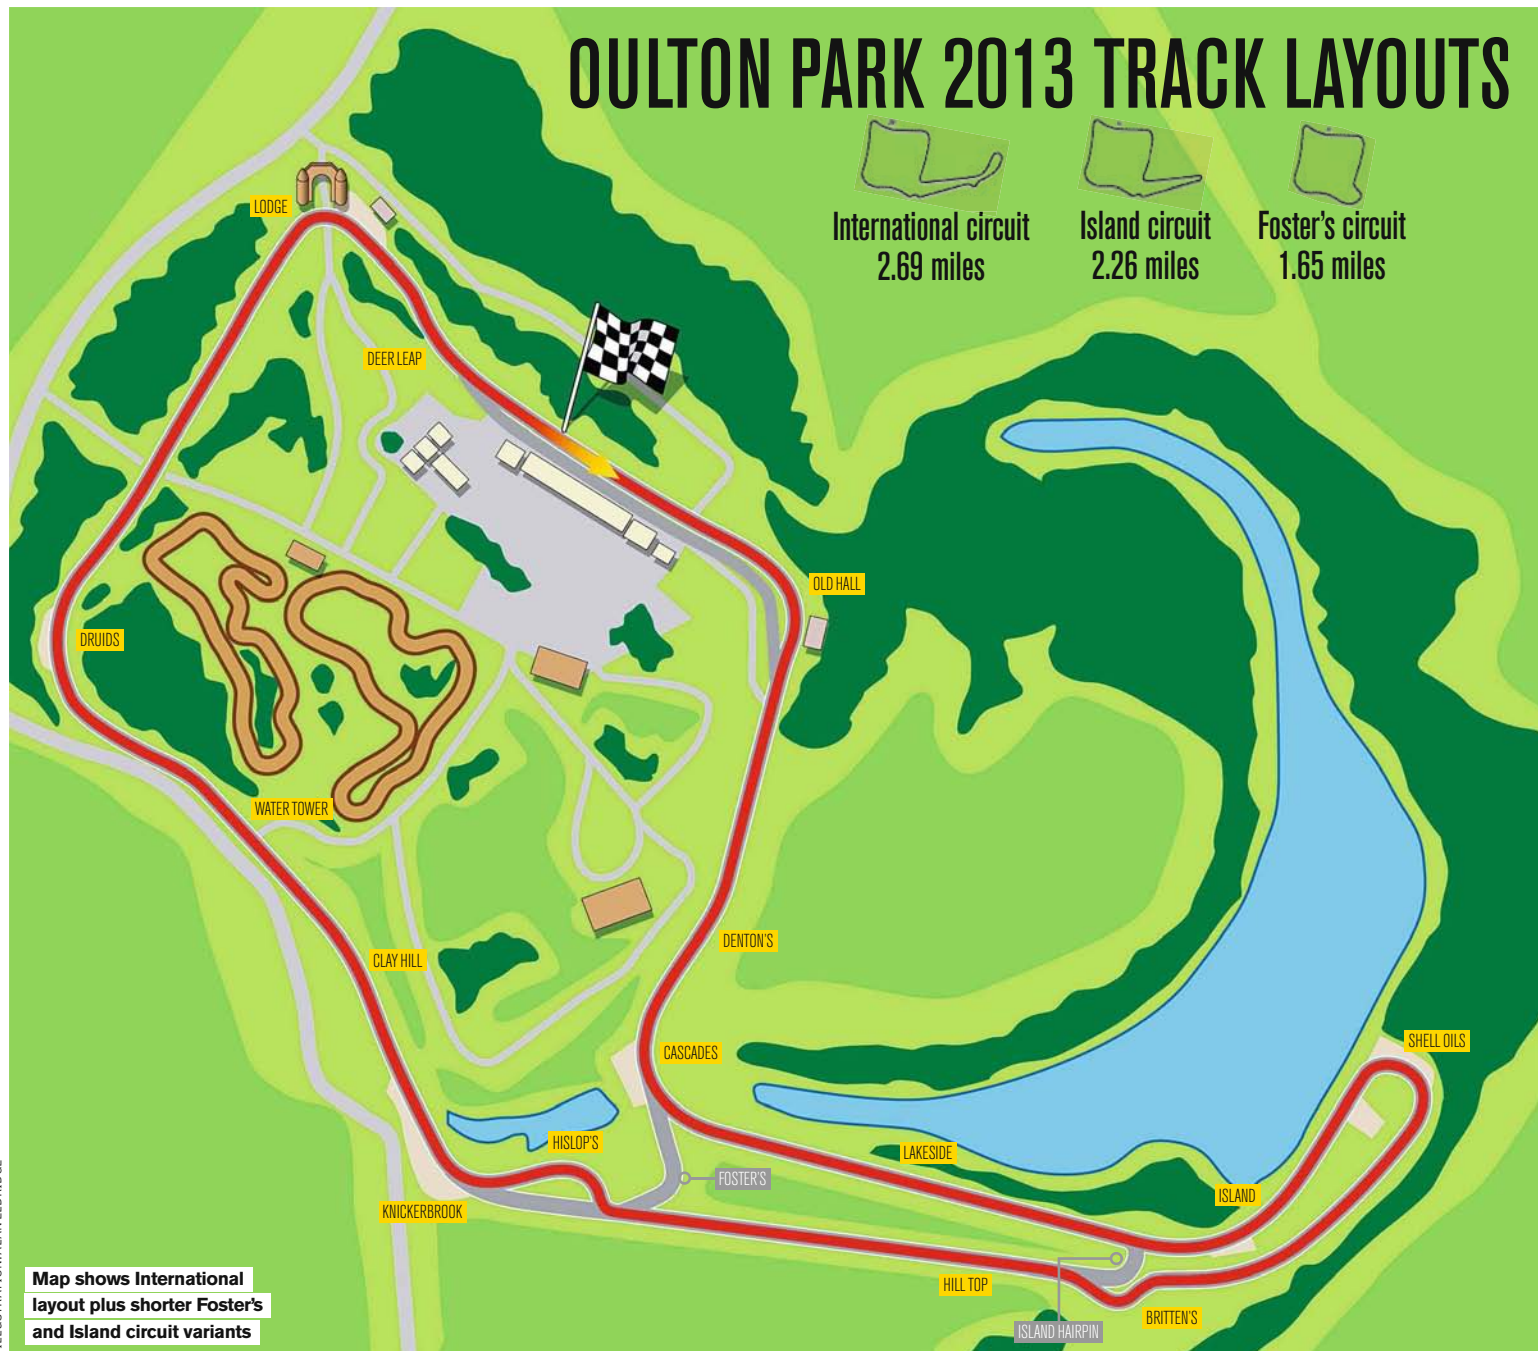 OULTON PARK 2013 TRACK LAYOUTS
International circuit
2.69 miles
Island circuit
2.26 miles
Foster's circuit
1.65 miles
LODGE
DEER LEAP
OLD HALL
DRUIDS
WATER TOWER
DENTON'S
CLAY HILL
CASCADES
SHELL OILS
HISLOP'S
LAKESIDE
FOSTER'S
ISLAND
KNICKERBROOK
HILL TOP
BRITTEN'S
ISLAND HAIRPIN
Map shows International
layout plus shorter Foster's
and Island circuit variants